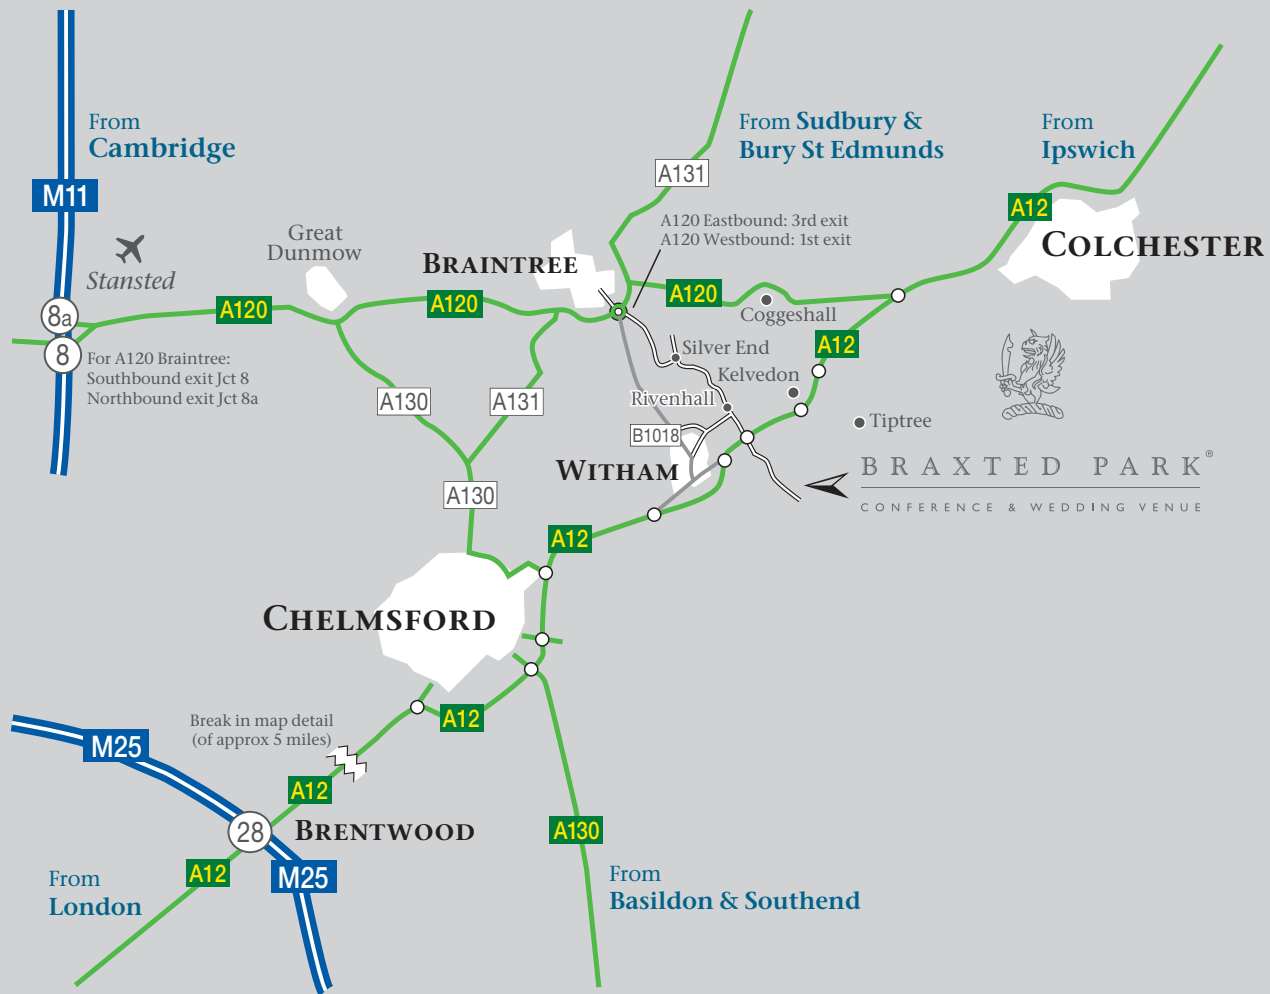 From
Cambridge
From Sudbury &
Bury St Edmunds
From
Ipswich
M11
A131
A12
A120 Eastbound: 3rd exit
A120 Westbound: 1st exit
Great
Dunmow
BRAINTREE
COLCHESTER
Stansted
A120
A120
A120
8a
Coggeshall
8
For A120 Braintree:
Southbound exit Jct 8
Northbound exit Jct 8a
A12
Silver End
Kelvedon
A130
A131
Rivenhall
Tiptree
B1018
WITHAM
BRAXTED PARK®
CONFERENCE & WEDDING VENUE
A130
A12
CHELMSFORD
Break in map detail
(of approx 5 miles)
A12
M25
A12
28
BRENTWOOD
A130
A12
M25
From
London
From
Basildon & Southend